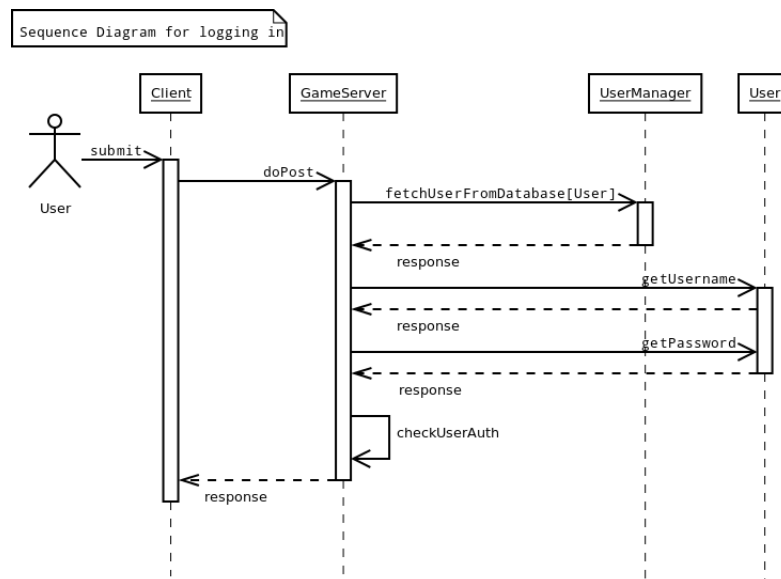 Sequence Diagram for logging in
Client
GameServer
UserManager
User
submit
User
doPost
fetchUserFromDatabase[User]
response
getUsername
response
getPassword
response
checkUserAuth
response